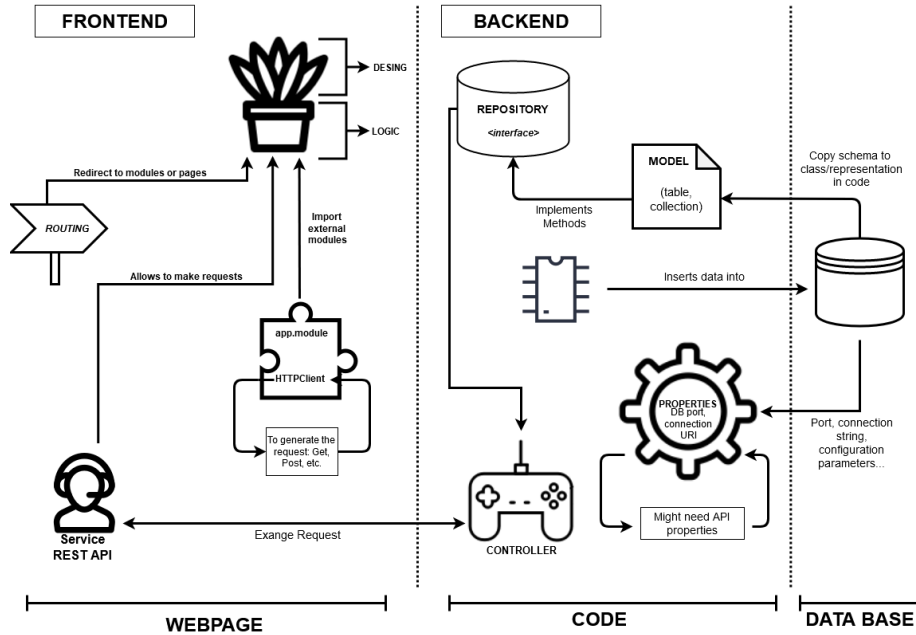 FRONTEND
DESING
LOGIC
Redirect to modules or pages
ROUTING
Import
external
modules
Allows to make requests
app.module
HTTPClient
To generate the
request: Get,
Post, etc.
Service
REST API
Exange Request
WEBPAGE
BACKEND
REPOSITORY
<interface>
MODEL
(table,
collection)
Implements
Methods
Copy schema to
class/representation
in code
Inserts data into
PROPERTIES
DB port,
connection
URI
Port, connection
string,
configuration
parameters...
Might need API
properties
CONTROLLER
CODE
DATA BASE